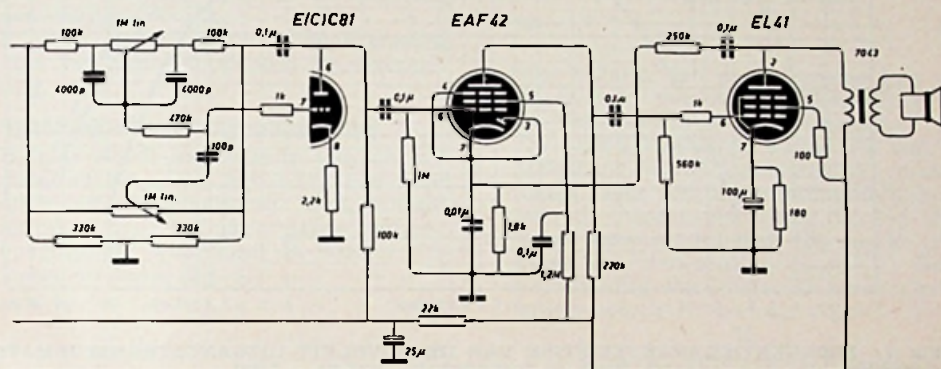 E(C)C81
EAF42
EL41
100k
1M lin.
100k
0,1µ
4000p
4000p
470k
100p
1k
7
6
8
2,2k
1M lin.
330k
330k
100k
25µ
22k
0,1µ
1M
4
6
7
5
3
0,01µ
1,8k
0,1µ
1,2M
220k
0,1µ
250k
0,1µ
1k
560k
6
2
5
7
100µ
180
100
7043